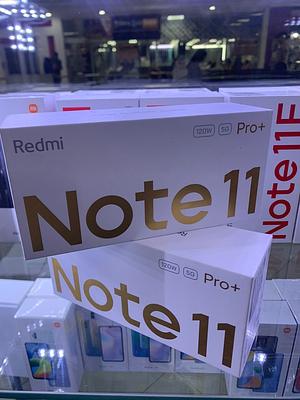 Redmi
120W 5G Pro+
Note 11
120W 5G Pro+
Note 11
Note 11E